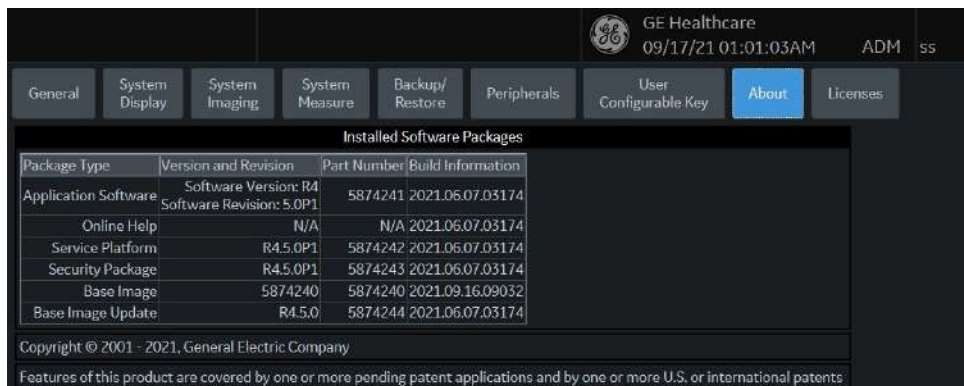 GE Healthcare
09/17/21 01:01:03AM ADM ss
General System Display System Imaging System Measure Backup/ Restore Peripherals User Configurable Key About Licenses
Installed Software Packages
Package Type Version and Revision Part Number Build Information
Application Software Software Version: R4 Software Revision: 5.0P1 5874241 2021.06.07.03174
Online Help N/A N/A 2021.06.07.03174
Service Platform R4.5.0P1 5874242 2021.06.07.03174
Security Package R4.5.0P1 5874243 2021.06.07.03174
Base Image 5874240 5874240 2021.09.16.09032
Base Image Update R4.5.0 5874244 2021.06.07.03174
Copyright © 2001 - 2021, General Electric Company
Features of this product are covered by one or more pending patent applications and by one or more U.S. or international patents